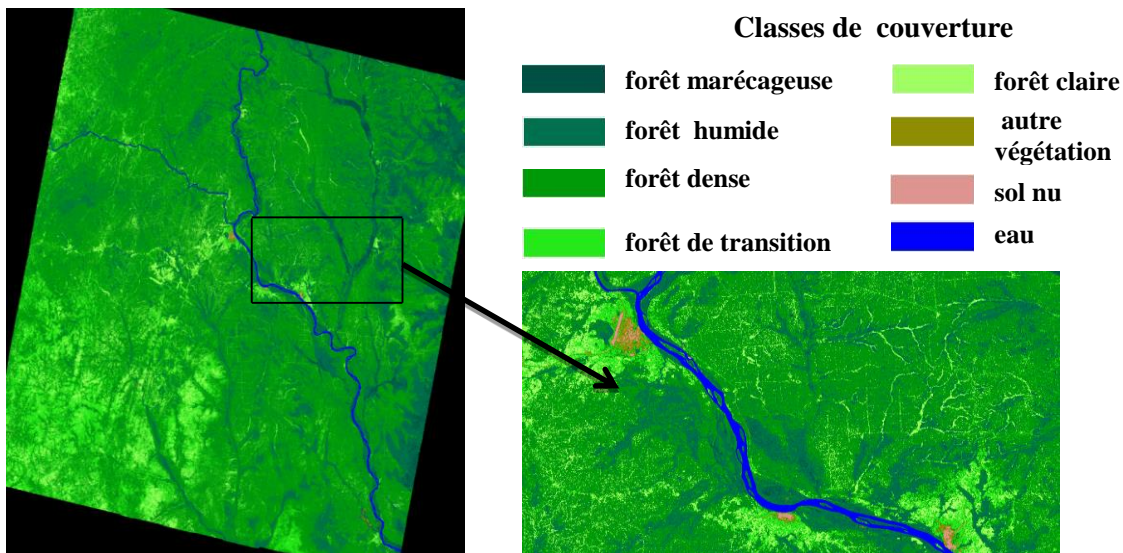 Classes de couverture
forêt marécageuse
forêt humide
forêt dense
forêt de transition
forêt claire
autre
végétation
sol nu
eau